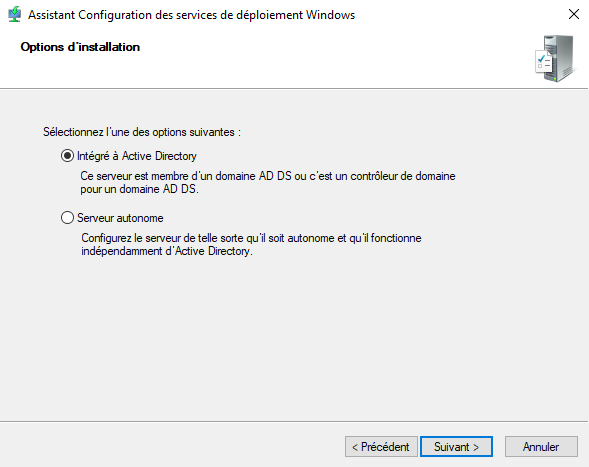 Assistant Configuration des services de déploiement Windows
Options d'installation
Sélectionnez l'une des options suivantes :
Intégré à Active Directory
Ce serveur est membre d'un domaine AD DS ou c'est un contrôleur de domaine
pour un domaine AD DS.
Serveur autonome
Configurez le serveur de telle sorte qu'il soit autonome et qu'il fonctionne
indépendamment d'Active Directory.
< Précédent Suivant > Annuler